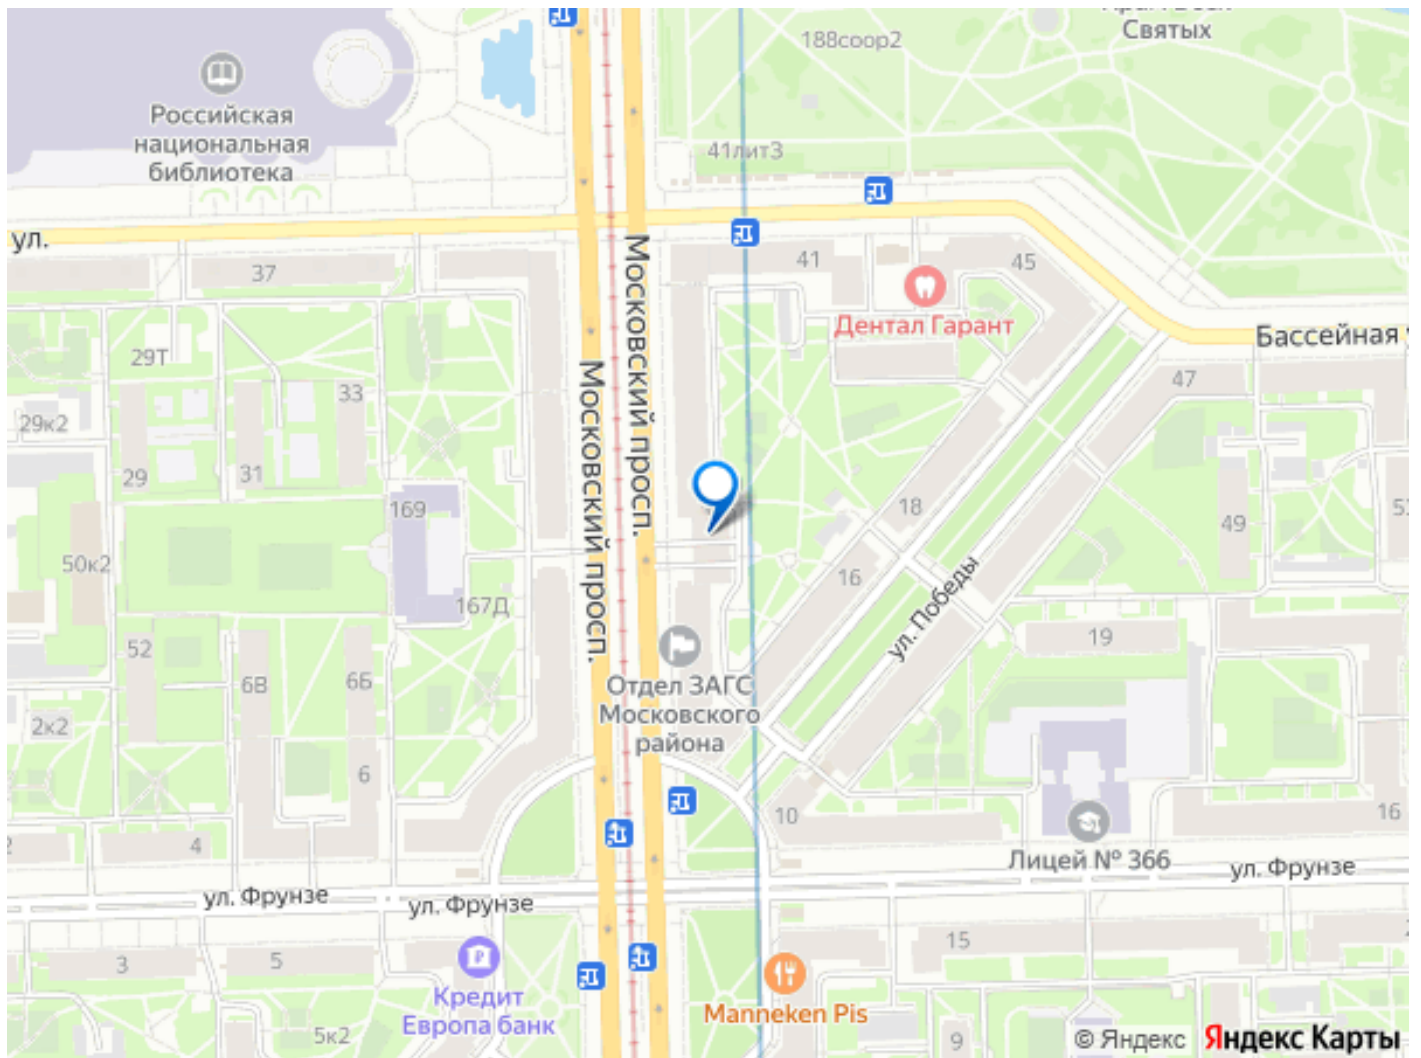 Святых
188соор2
Российская
национальная
библиотека
41лит3
ул.
37
41
45
Дентал Гарант
Бассейная
Московский просп.
Московский просп.
29Т
33
47
29к2
29
31
169
18
49
50к2
16
167Д
ул. Победы
19
52
6В
6Б
Отдел ЗАГС
Московского
района
2к2
6
10
16
4
Лицей № 366
ул. Фрунзе
ул. Фрунзе
ул. Фрунзе
3
5
15
Кредит
Европа банк
Manneken Pis
5к2
9
© Яндекс
Яндекс Карты